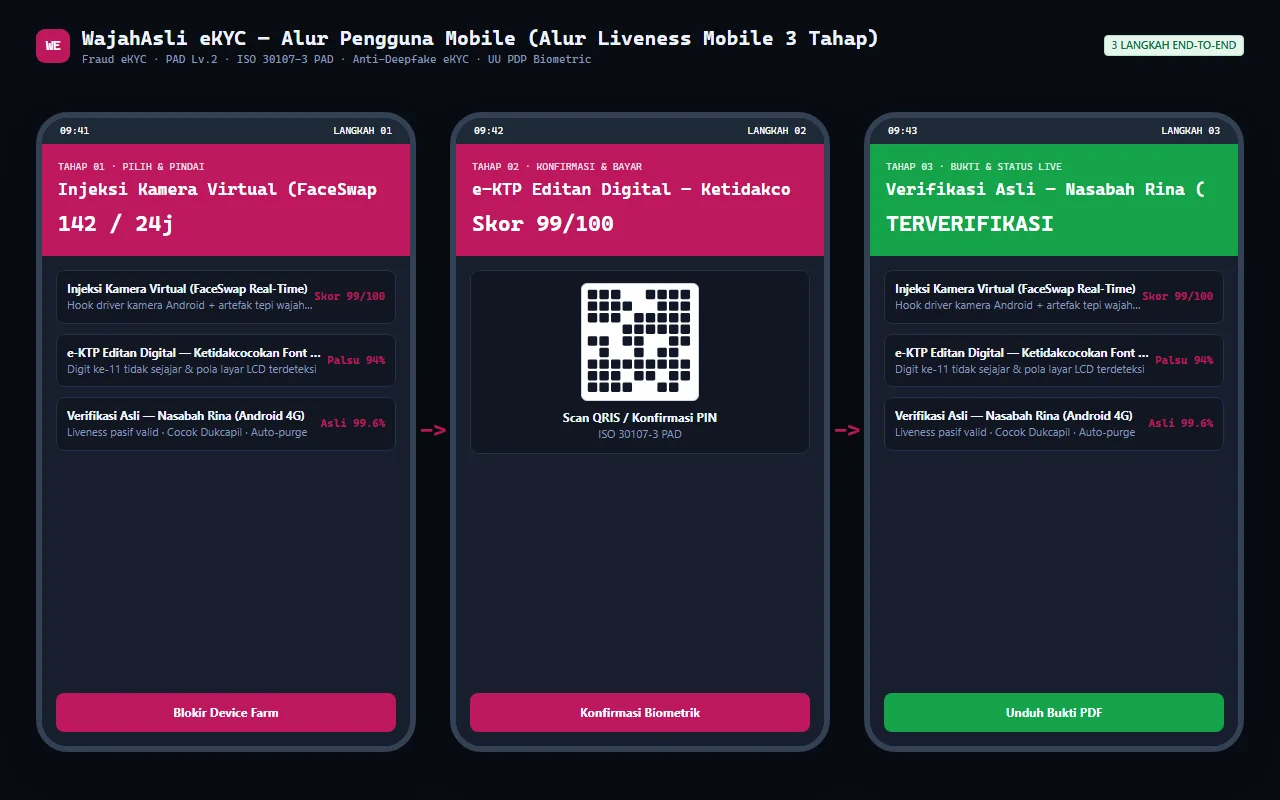 WE
WajahAsli eKYC — Alur Pengguna Mobile (Alur Liveness Mobile 3 Tahap)
Fraud eKYC · PAD Lv.2 · ISO 30107-3 PAD · Anti-Deepfake eKYC · UU PDP Biometric
3 LANGKAH END-TO-END
09:41 LANGKAH 01
TAHAP 01 · PILIH & PINDAI
Injeksi Kamera Virtual (FaceSwap
142 / 24j
Injeksi Kamera Virtual (FaceSwap Real-Time)
Hook driver kamera Android + artefak tepi wajah...
Skor 99/100
e-KTP Editan Digital — Ketidakcocokan Font ...
Digit ke-11 tidak sejajar & pola layar LCD terdeteksi
Palsu 94%
Verifikasi Asli — Nasabah Rina (Android 4G)
Liveness pasif valid · Cocok Dukcapil · Auto-purge
Asli 99.6%
Blokir Device Farm
—>
09:42 LANGKAH 02
TAHAP 02 · KONFIRMASI & BAYAR
e-KTP Editan Digital — Ketidakco
Skor 99/100
Scan QRIS / Konfirmasi PIN
ISO 30107-3 PAD
Konfirmasi Biometrik
—>
09:43 LANGKAH 03
TAHAP 03 · BUKTI & STATUS LIVE
Verifikasi Asli — Nasabah Rina (
TERVERIFIKASI
Injeksi Kamera Virtual (FaceSwap Real-Time)
Hook driver kamera Android + artefak tepi wajah...
Skor 99/100
e-KTP Editan Digital — Ketidakcocokan Font ...
Digit ke-11 tidak sejajar & pola layar LCD terdeteksi
Palsu 94%
Verifikasi Asli — Nasabah Rina (Android 4G)
Liveness pasif valid · Cocok Dukcapil · Auto-purge
Asli 99.6%
Unduh Bukti PDF